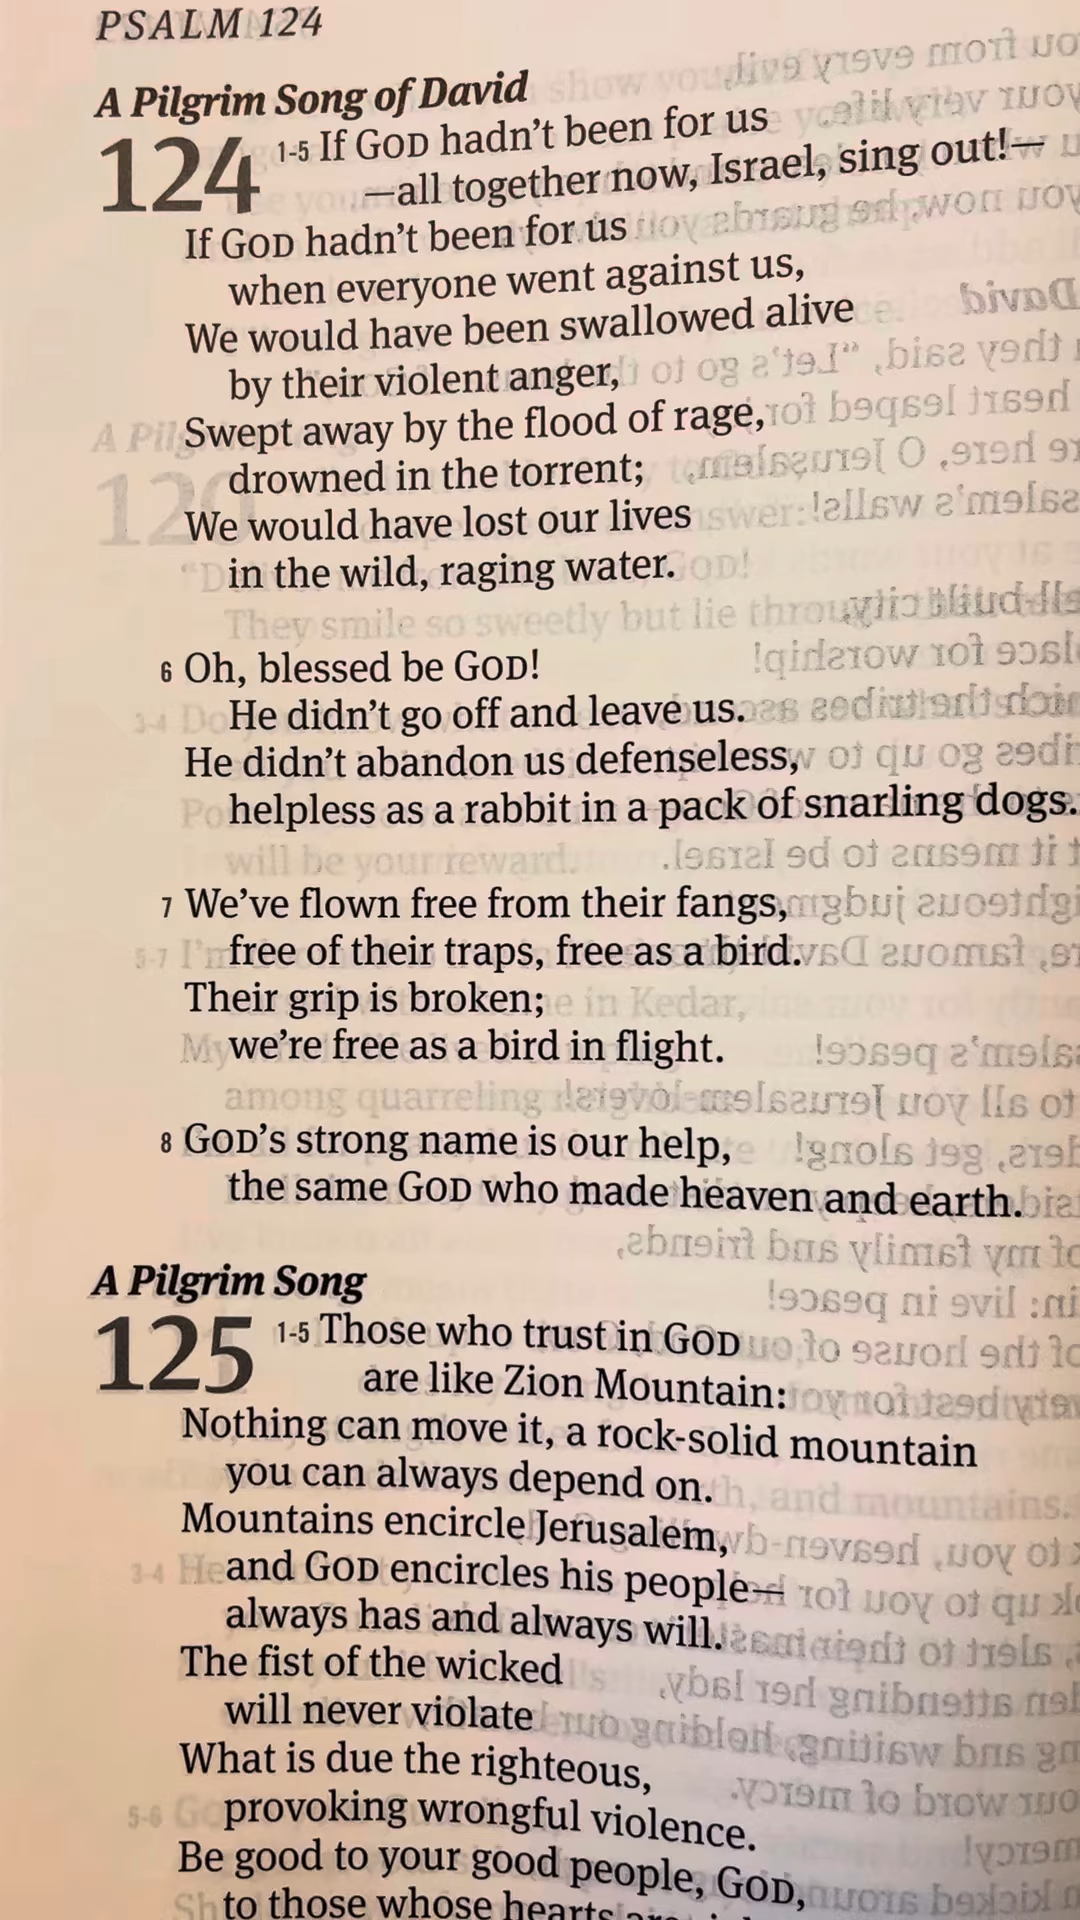 PSALM 124
A Pilgrim Song of David
124 1-5 If GOD hadn't been for us
—all together now, Israel, sing out!—
If GOD hadn't been for us
when everyone went against us,
We would have been swallowed alive
by their violent anger,
Swept away by the flood of rage,
drowned in the torrent;
We would have lost our lives
in the wild, raging water.
6 Oh, blessed be GOD!
He didn't go off and leave us.
He didn't abandon us defenseless,
helpless as a rabbit in a pack of snarling dogs.
7 We've flown free from their fangs,
free of their traps, free as a bird.
Their grip is broken;
we're free as a bird in flight.
8 GOD's strong name is our help,
the same GOD who made heaven and earth.
A Pilgrim Song
125 1-5 Those who trust in GOD
are like Zion Mountain:
Nothing can move it, a rock-solid mountain
you can always depend on.
Mountains encircle Jerusalem,
and GOD encircles his people—
always has and always will.
The fist of the wicked
will never violate
What is due the righteous,
provoking wrongful violence.
Be good to your good people, GOD,
to those whose hearts